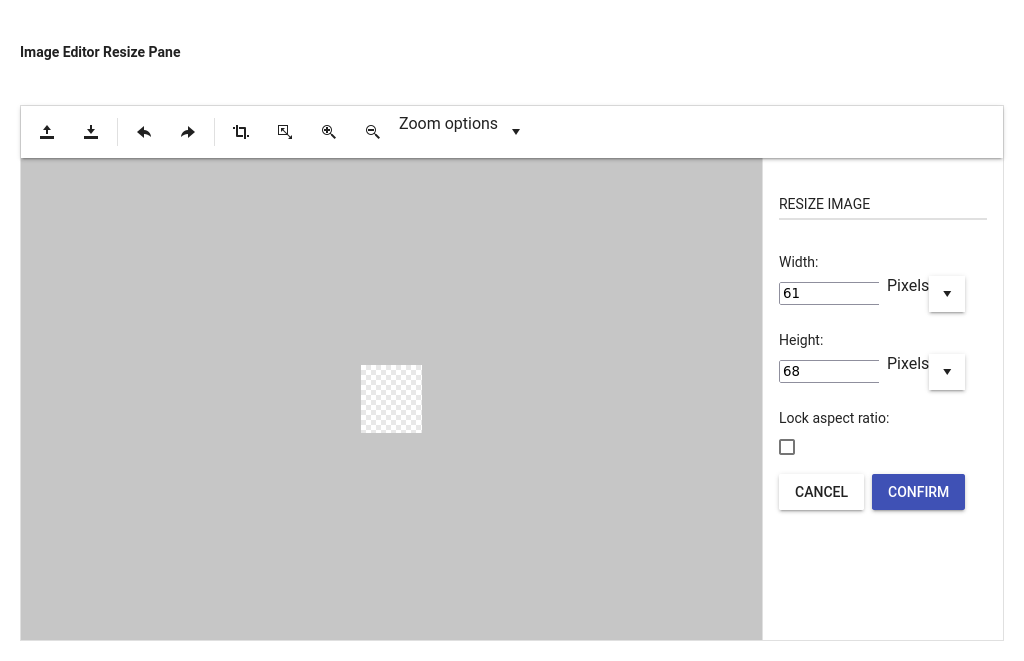 Image Editor Resize Pane
Zoom options
RESIZE IMAGE
Width:
61 Pixels
Height:
68 Pixels
Lock aspect ratio:
CANCEL CONFIRM